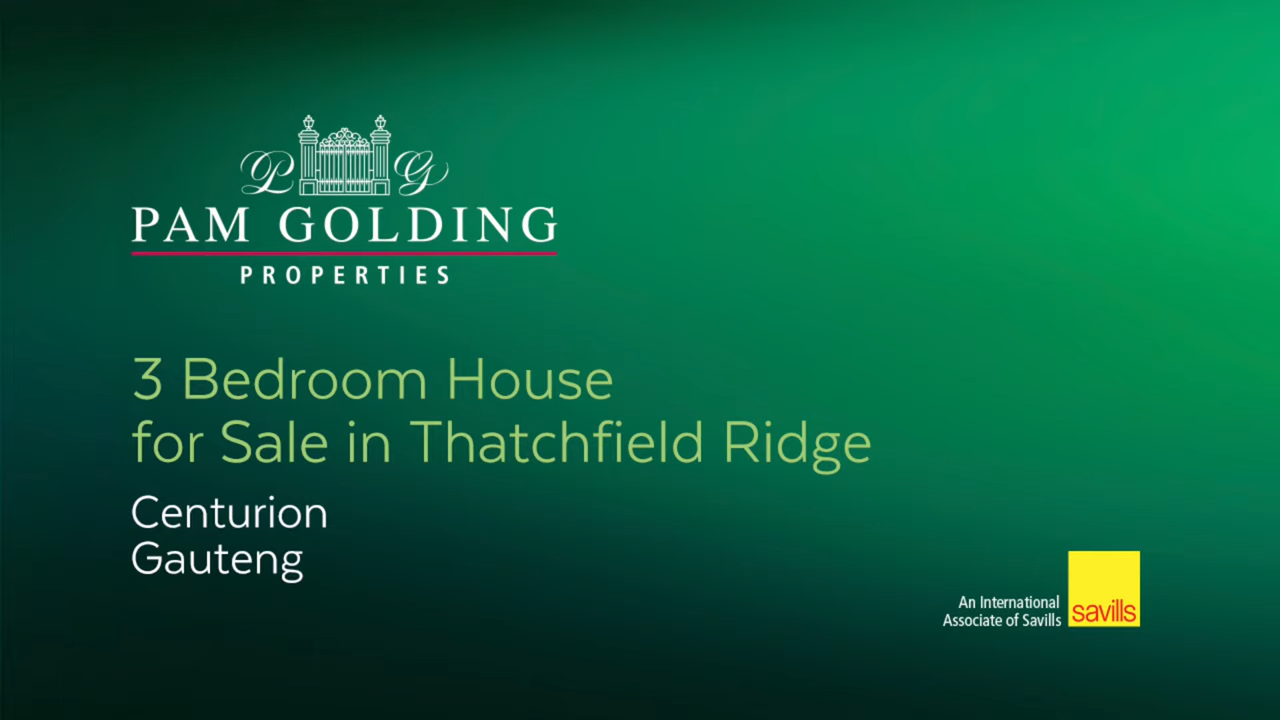 P G
PAM GOLDING
PROPERTIES
3 Bedroom House
for Sale in Thatchfield Ridge
Centurion
Gauteng
An International
Associate of Savills
savills